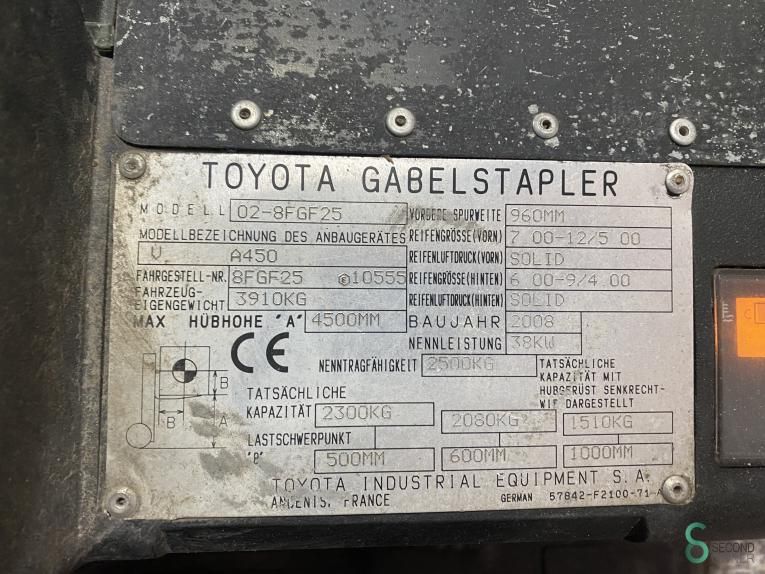 TOYOTA GABELSTAPLER
MODELL 02-8FGF25 VORDERE SPURWEITE 960MM
MODELLBEZEICHNUNG DES ANBAUGERÄTES REIFENGRÖSSE(VORN) 7 00-12/5 00
V A450 REIFENLUFTDRUCK(VORN) SOLID
FAHRGESTELL-NR. 8FGF25 10555 REIFENGRÖSSE(HINTEN) 6 00-9/4.00
FAHRZEUG-EIGENGEWICHT 3910KG REIFENLUFTDRUCK(HINTEN) SOLID
MAX HÜBHOHE "A" 4500MM BAUJAHR 2008
NENNLEISTUNG 38KW
CE
NENNTRAGFÄHIGKEIT 2500KG
TATSÄCHLICHE
KAPAZITÄT MIT
HUBGERÜST SENKRECHT-
WIE DARGESTELLT
B
B
A
TATSÄCHLICHE
KAPAZITÄT 2300KG 2080KG 1510KG
LASTSCHWERPUNKT
"B" 500MM 600MM 1000MM
TOYOTA INDUSTRIAL EQUIPMENT S.A.
ANCENIS, FRANCE GERMAN 57842-F2100-71-A
SECOND